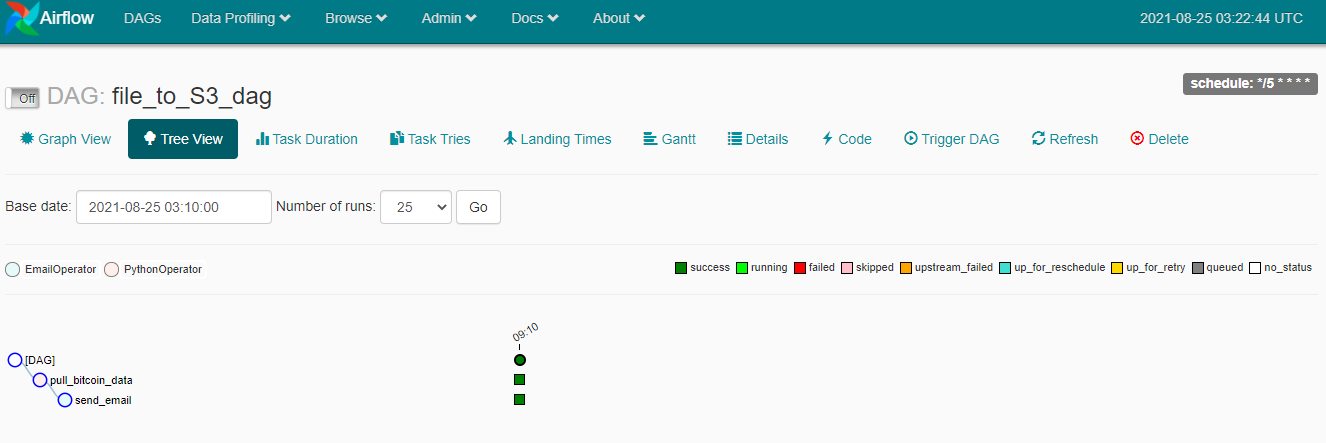 Airflow DAGs Data Profiling Browse Admin Docs About 2021-08-25 03:22:44 UTC
schedule: */5 * * * *
Off DAG: file_to_S3_dag
Graph View Tree View Task Duration Task Tries Landing Times Gantt Details Code Trigger DAG Refresh Delete
Base date: 2021-08-25 03:10:00 Number of runs: 25 Go
EmailOperator PythonOperator success running failed skipped upstream_failed up_for_reschedule up_for_retry queued no_status
09:10
[DAG]
pull_bitcoin_data
send_email